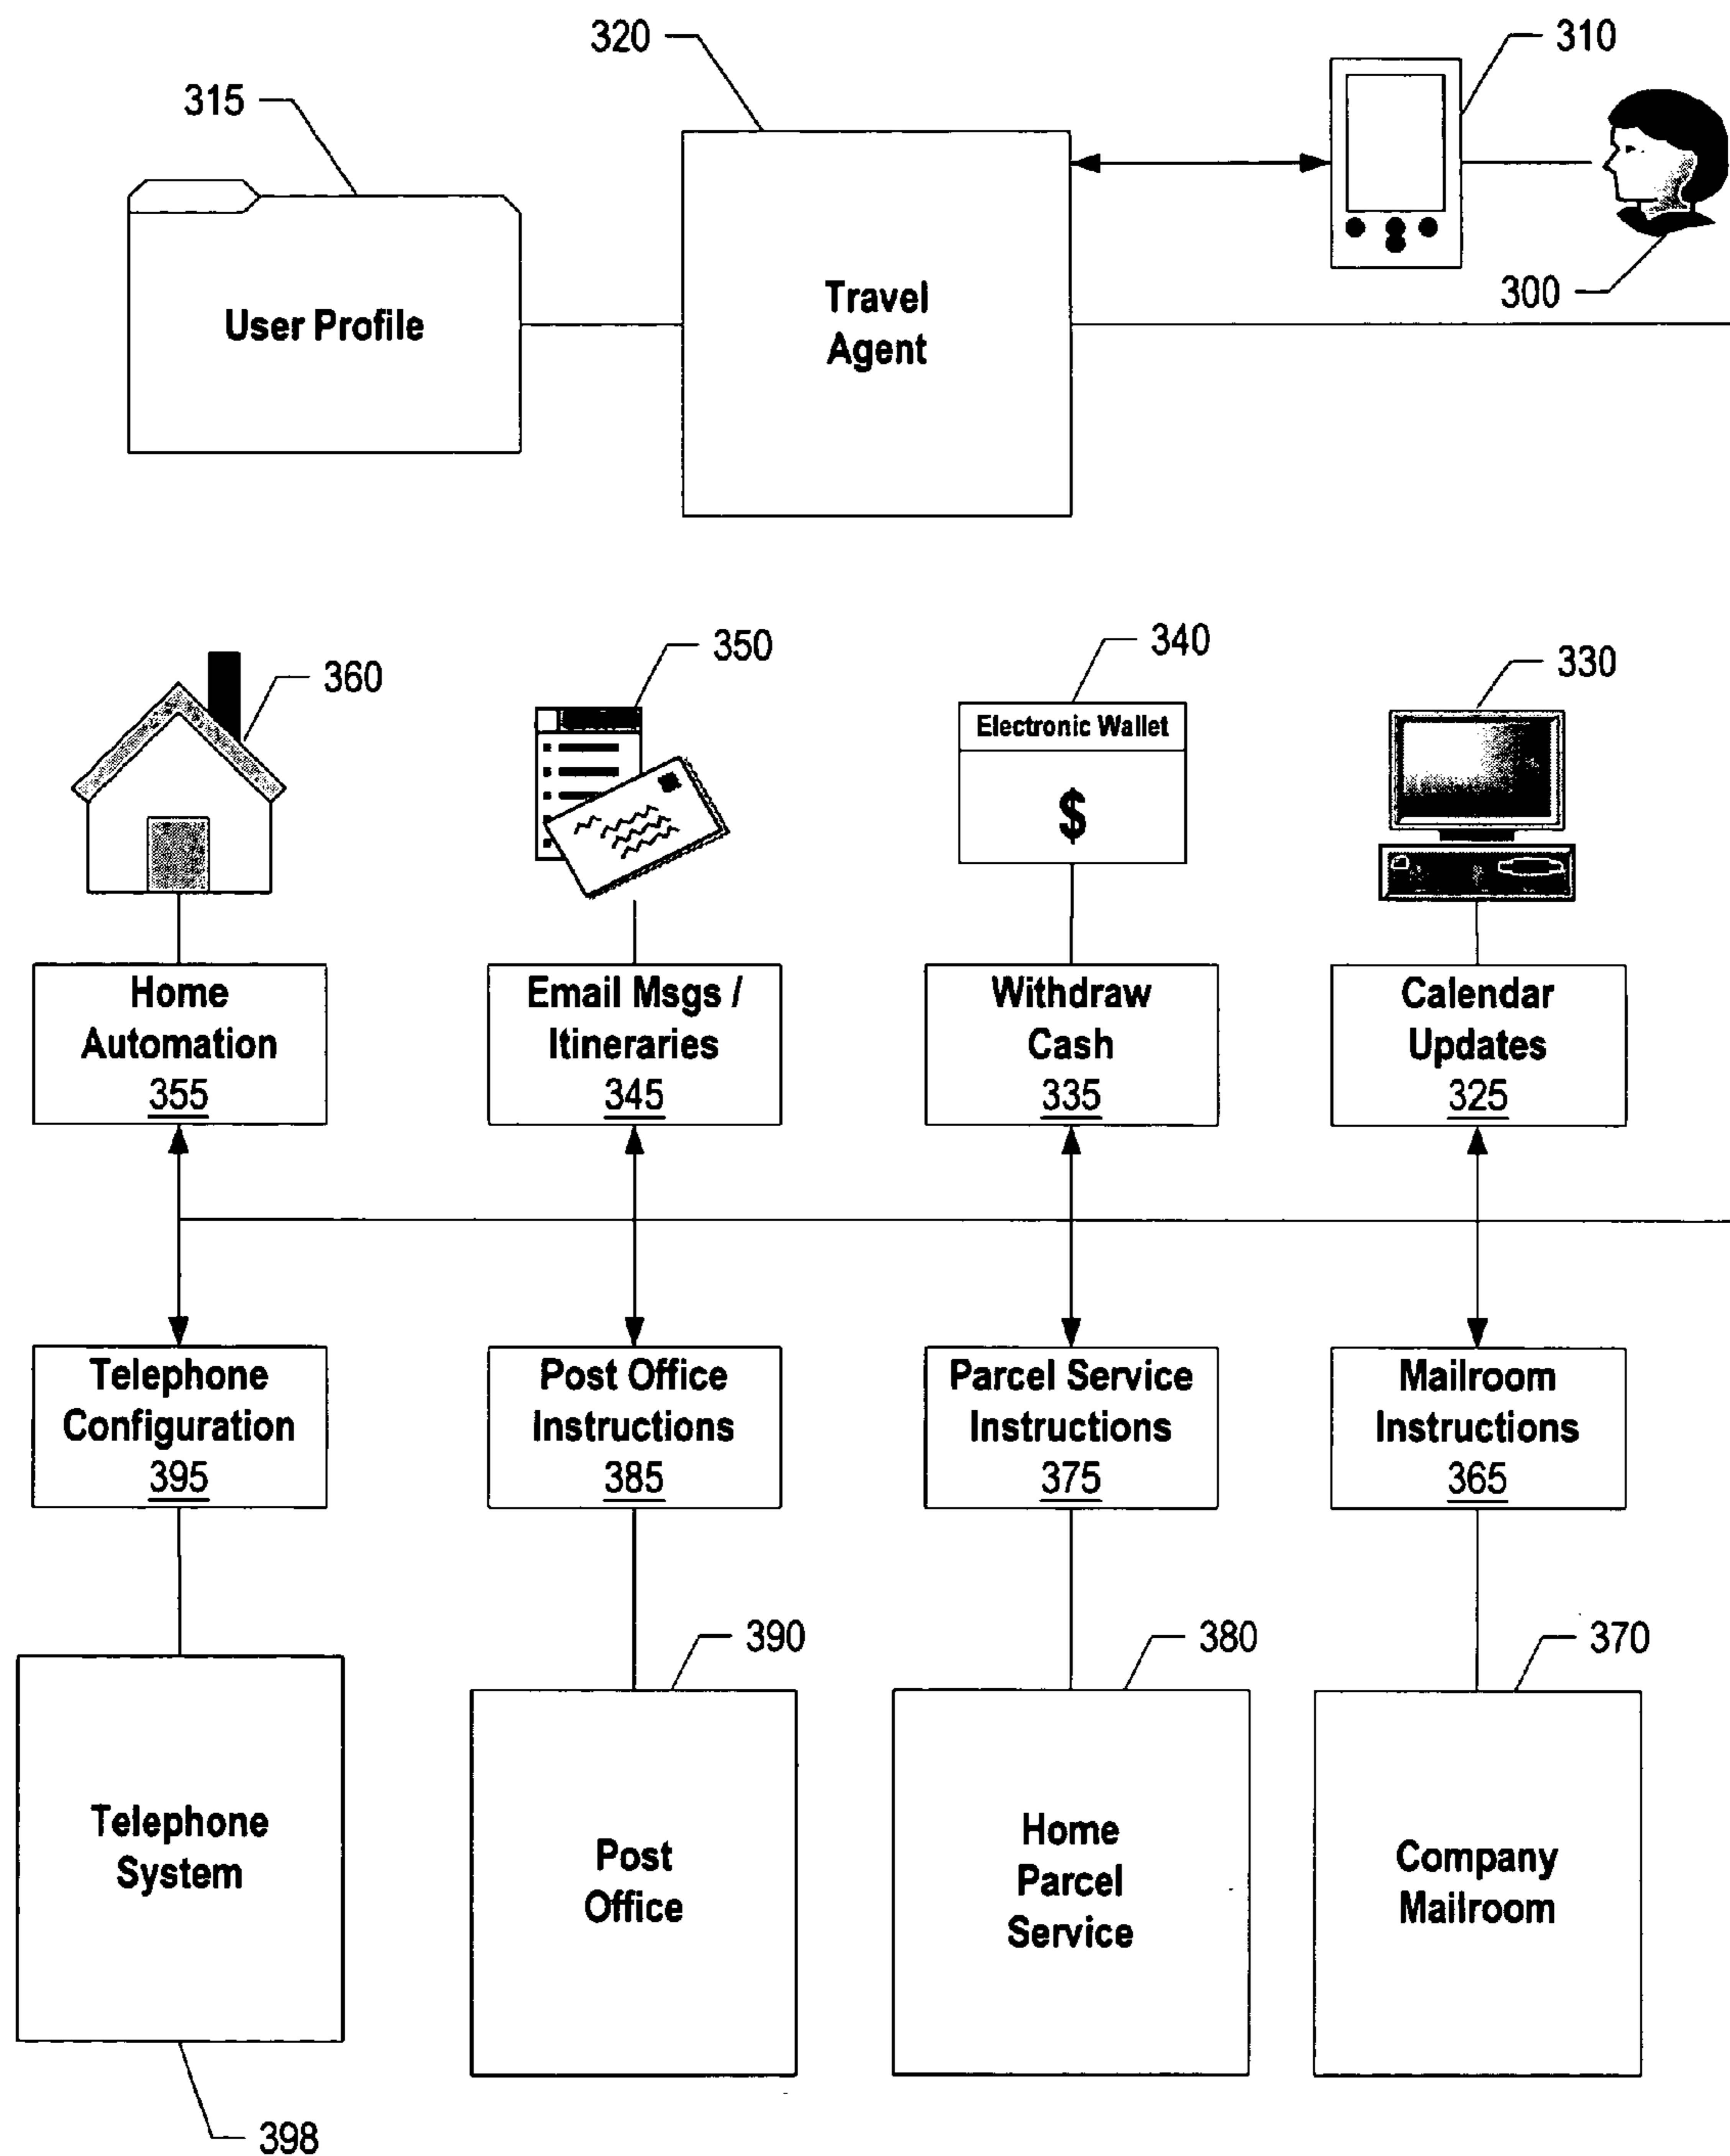 320
310
315
User Profile
Travel
Agent
300
360
350
340
330
Electronic Wallet
$
Home
Automation
355
Email Msgs /
Itineraries
345
Withdraw
Cash
335
Calendar
Updates
325
Telephone
Configuration
395
Post Office
Instructions
385
Parcel Service
Instructions
375
Mailroom
Instructions
365
390
380
370
Telephone
System
Post
Office
Home
Parcel
Service
Company
Mailroom
398